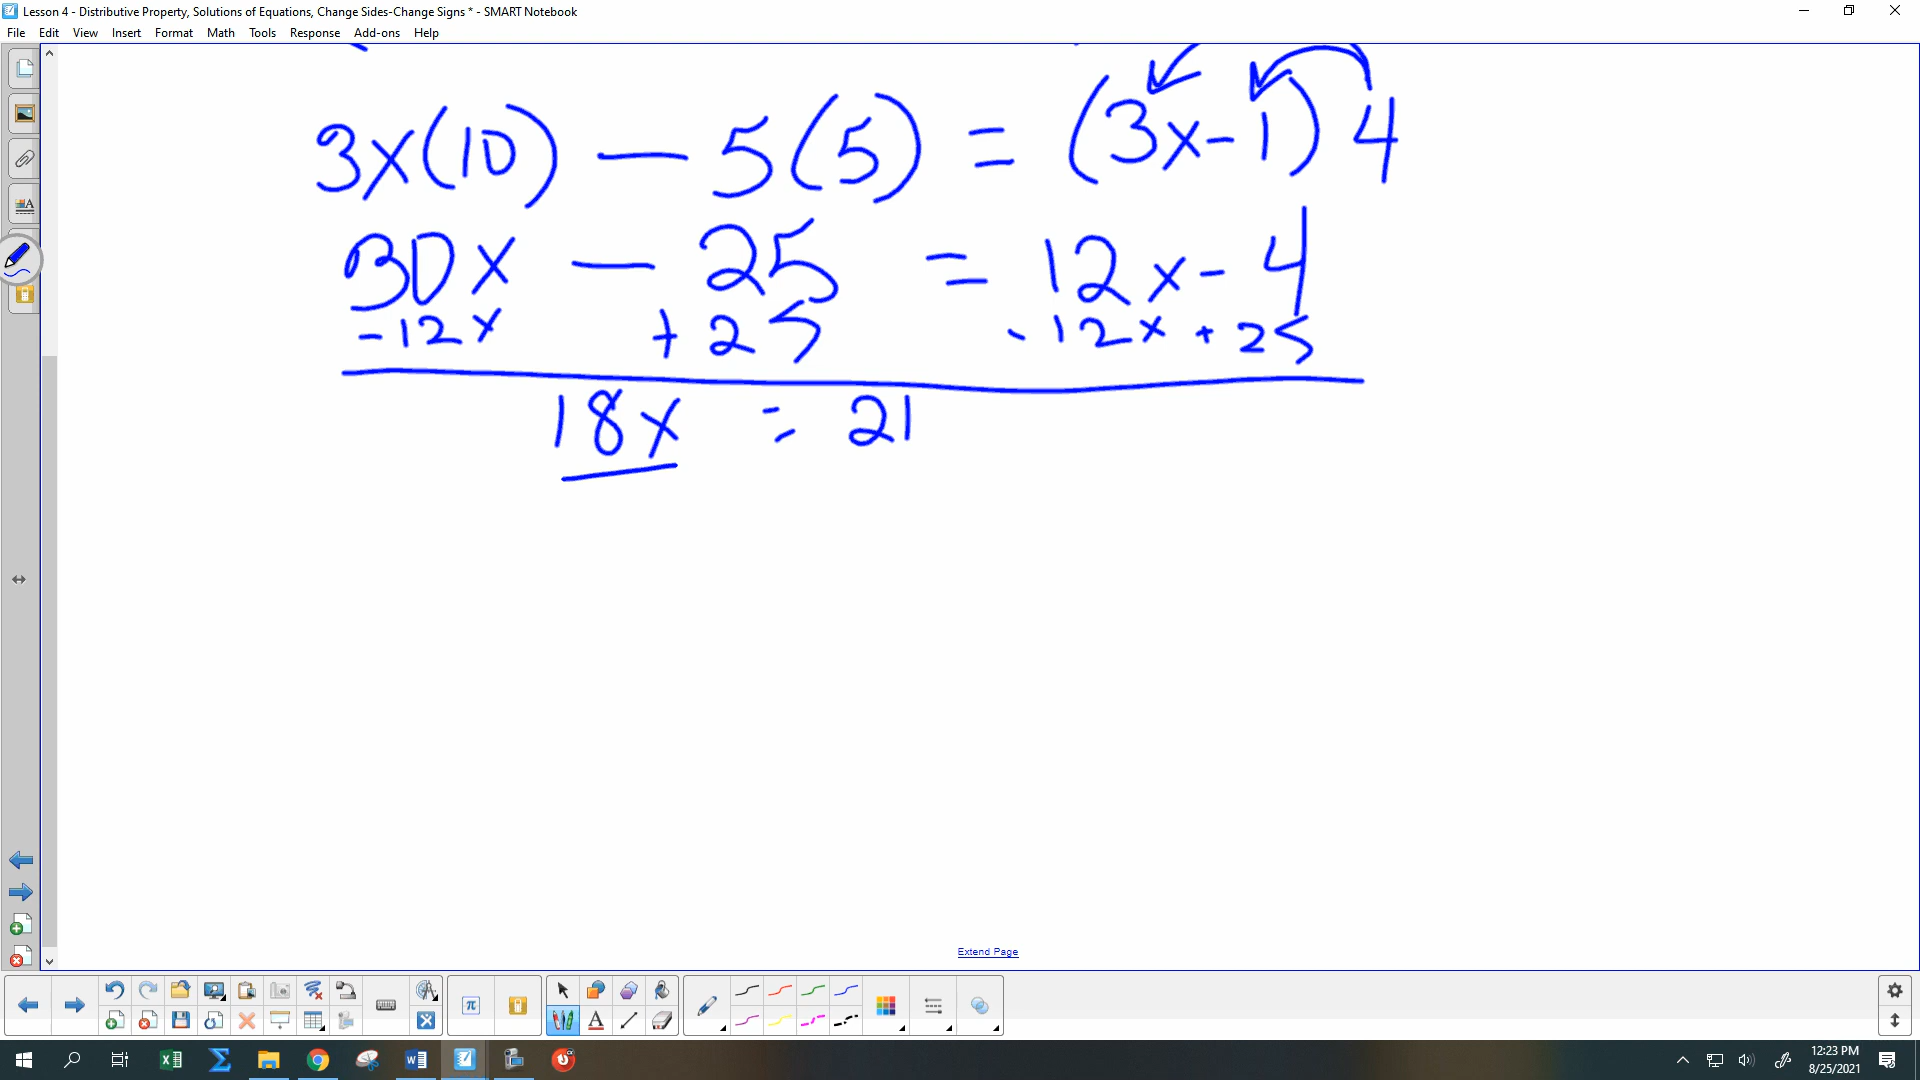 Lesson 4 - Distributive Property, Solutions of Equations, Change Sides-Change Signs * - SMART Notebook
File Edit View Insert Format Math Tools Response Add-ons Help
3x(10) — 5(5) = (3x-1)4
30x — 25 = 12x - 4
-12x +25 -12x + 25
18x = 21
Extend Page
12:23 PM
8/25/2021